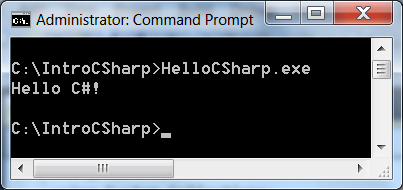 Administrator: Command Prompt
C:\IntroCSharp>HelloCSharp.exe
Hello C#!
C:\IntroCSharp>_